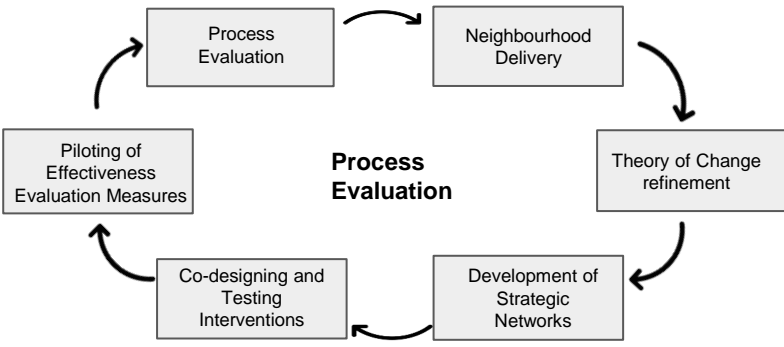 Process
Evaluation
Neighbourhood
Delivery
Theory of Change
refinement
Development of
Strategic
Networks
Co-designing and
Testing
Interventions
Piloting of
Effectiveness
Evaluation Measures
Process
Evaluation